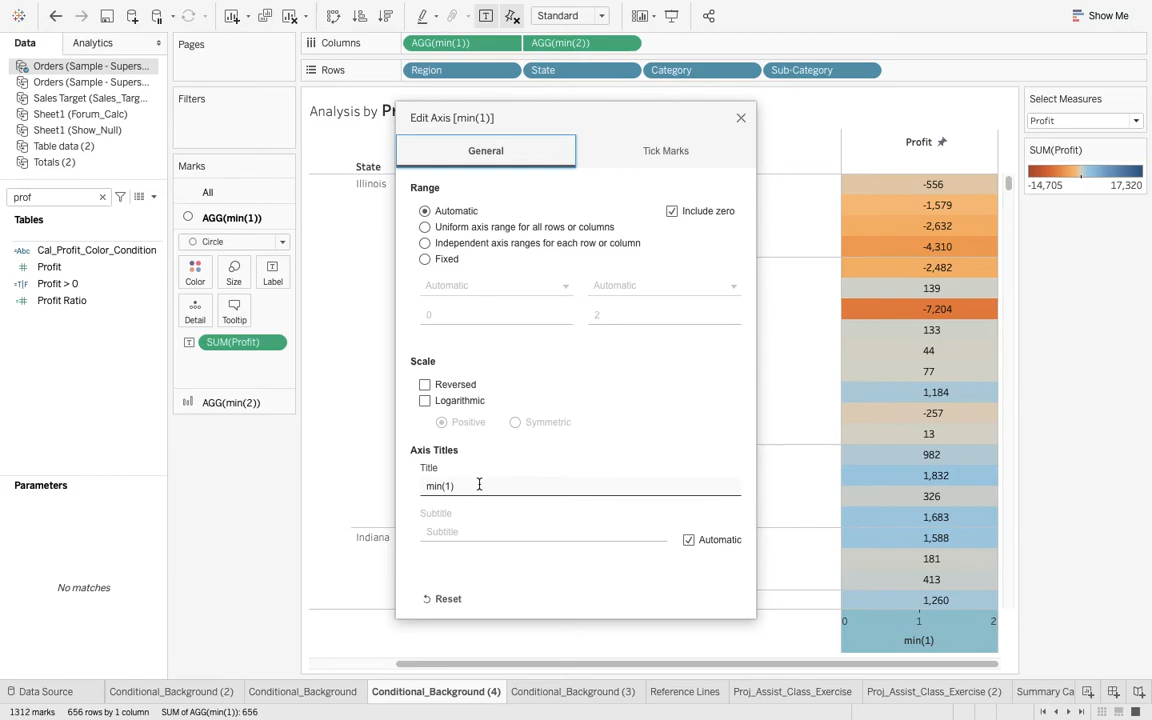 Standard
Show Me
Data
Analytics
Pages
Columns
AGG(min(1))
AGG(min(2))
Orders (Sample - Supers...
Rows
Region
State
Category
Sub-Category
Orders (Sample - Supers...
Sales Target (Sales_Targ...
Sheet1 (Forum_Calc)
Sheet1 (Show_Null)
Table data (2)
Totals (2)
Filters
Marks
All
AGG(min(1))
Circle
Color
Size
Label
Detail
Tooltip
SUM(Profit)
AGG(min(2))
prof
Tables
Cal_Profit_Color_Condition
Profit
Profit > 0
Profit Ratio
Parameters
No matches
Analysis by Pr
State
Illinois
Indiana
Edit Axis [min(1)]
General
Tick Marks
Range
Automatic
Include zero
Uniform axis range for all rows or columns
Independent axis ranges for each row or column
Fixed
Automatic
Automatic
0
2
Scale
Reversed
Logarithmic
Positive
Symmetric
Axis Titles
Title
min(1)
Subtitle
Subtitle
Automatic
Reset
Profit
-556
-1,579
-2,632
-4,310
-2,482
139
-7,204
133
44
77
1,184
-257
13
982
1,832
326
1,683
1,588
181
413
1,260
0 1 2
min(1)
Select Measures
Profit
SUM(Profit)
-14,705 17,320
Data Source
Conditional_Background (2)
Conditional_Background
Conditional_Background (4)
Conditional_Background (3)
Reference Lines
Proj_Assist_Class_Exercise
Proj_Assist_Class_Exercise (2)
Summary Ca
1312 marks 656 rows by 1 column SUM of AGG(min(1)): 656